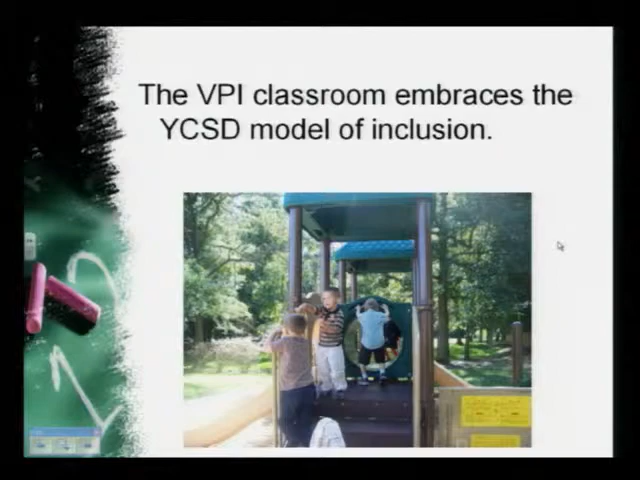 The VPI classroom embraces the
YCSD model of inclusion.